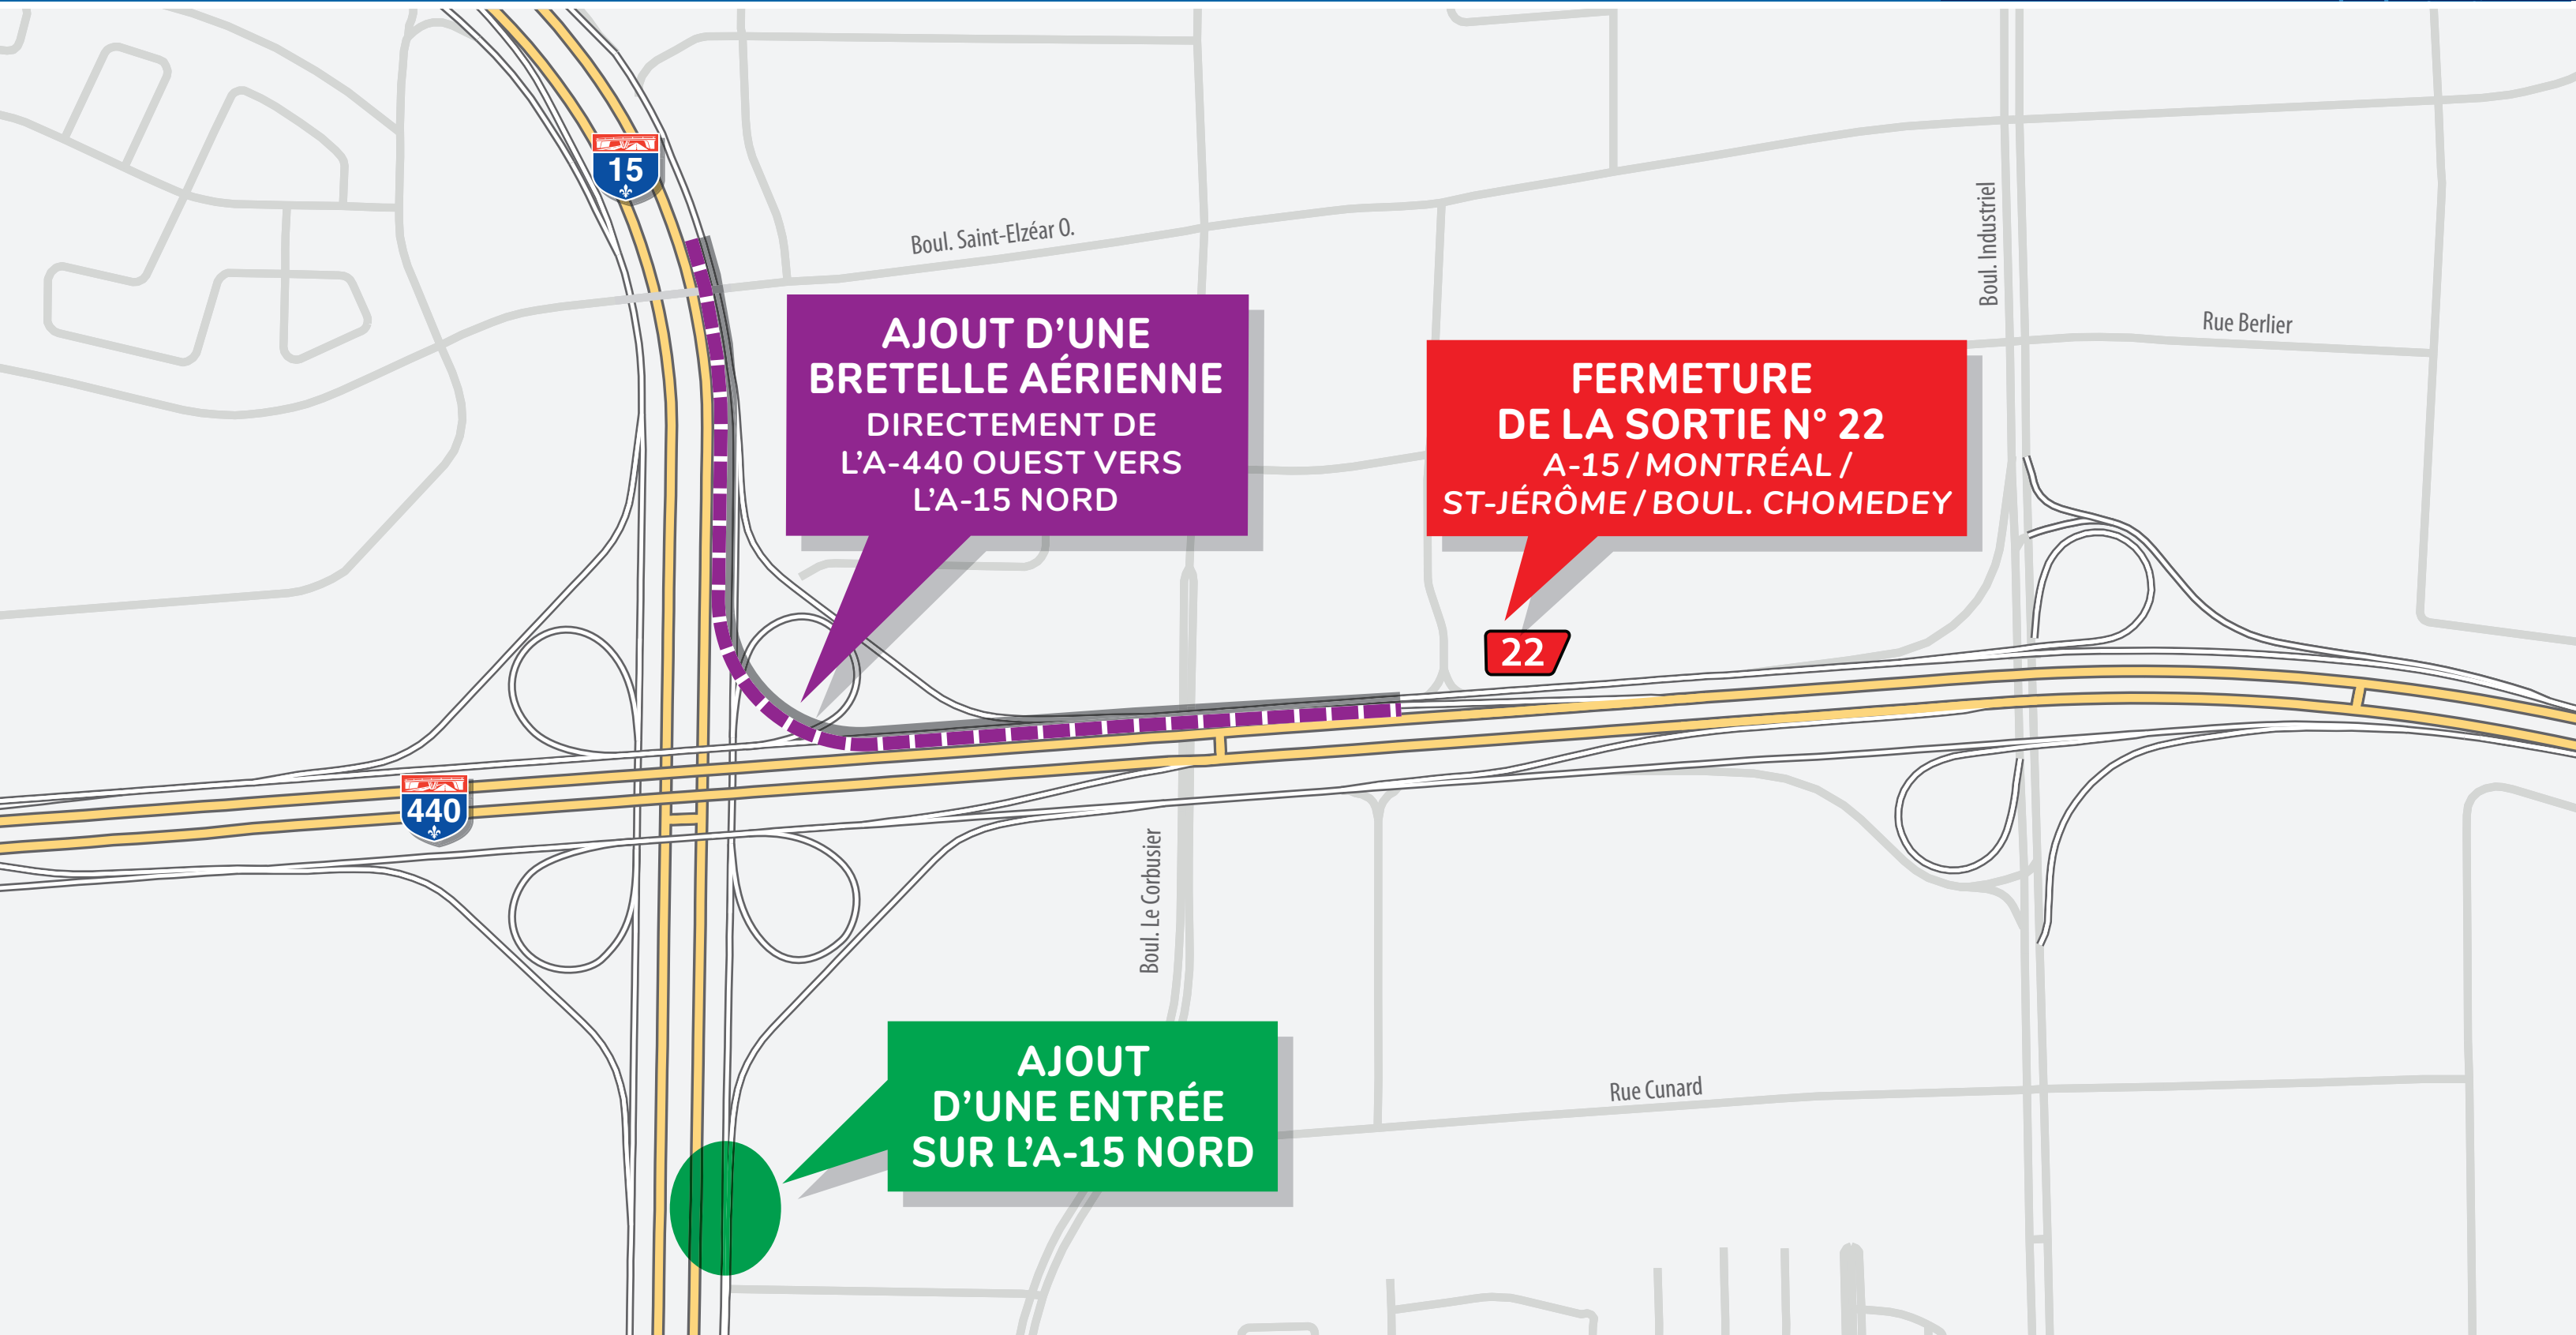 15
Boul. Saint-Elzéar O.
Boul. Industriel
Rue Berlier
AJOUT D’UNE
BRETELLE AÉRIENNE
DIRECTEMENT DE
L’A-440 OUEST VERS
L’A-15 NORD
FERMETURE
DE LA SORTIE N° 22
A-15 / MONTRÉAL /
ST-JÉRÔME / BOUL. CHOMEDEY
22
440
Boul. Le Corbusier
AJOUT
D’UNE ENTRÉE
SUR L’A-15 NORD
Rue Cunard